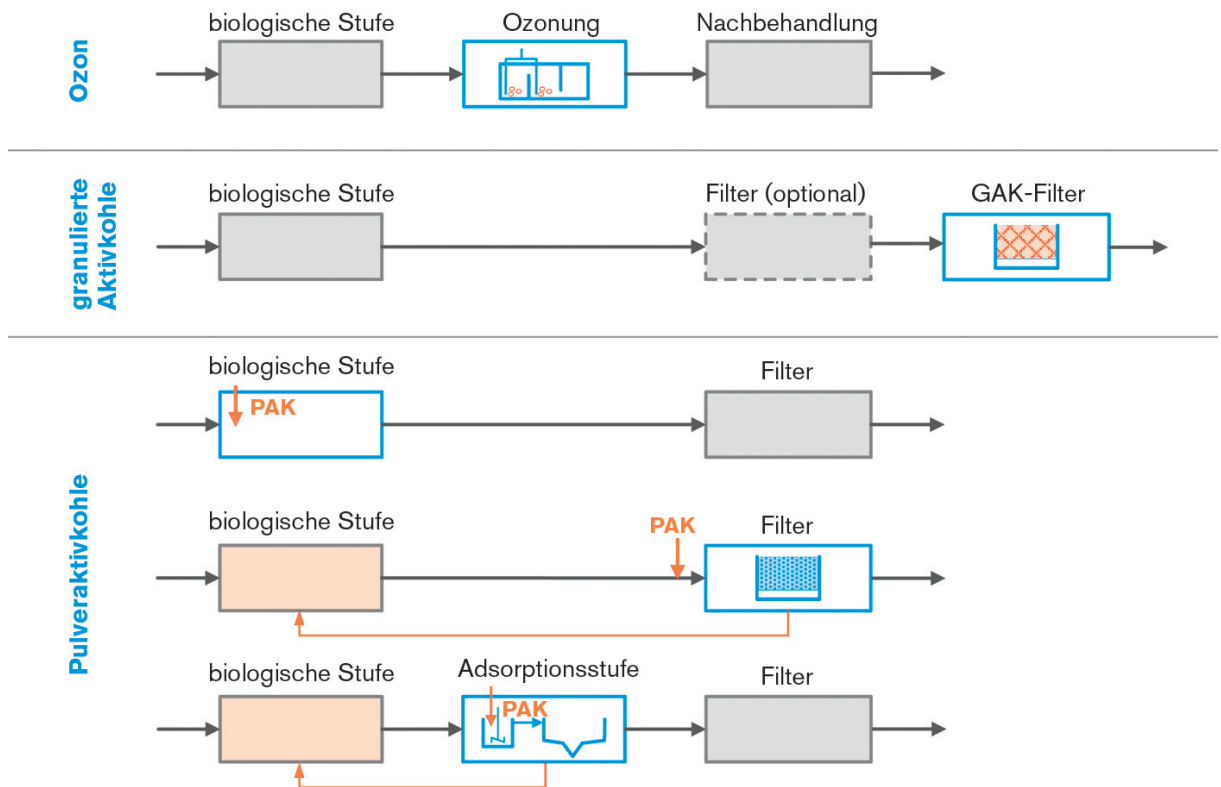 Ozon
biologische Stufe
Ozonung
Nachbehandlung
granulierte
Aktivkohle
biologische Stufe
Filter (optional)
GAK-Filter
Pulveraktivkohle
biologische Stufe
PAK
Filter
biologische Stufe
PAK
Filter
biologische Stufe
Adsorptionsstufe
PAK
Filter